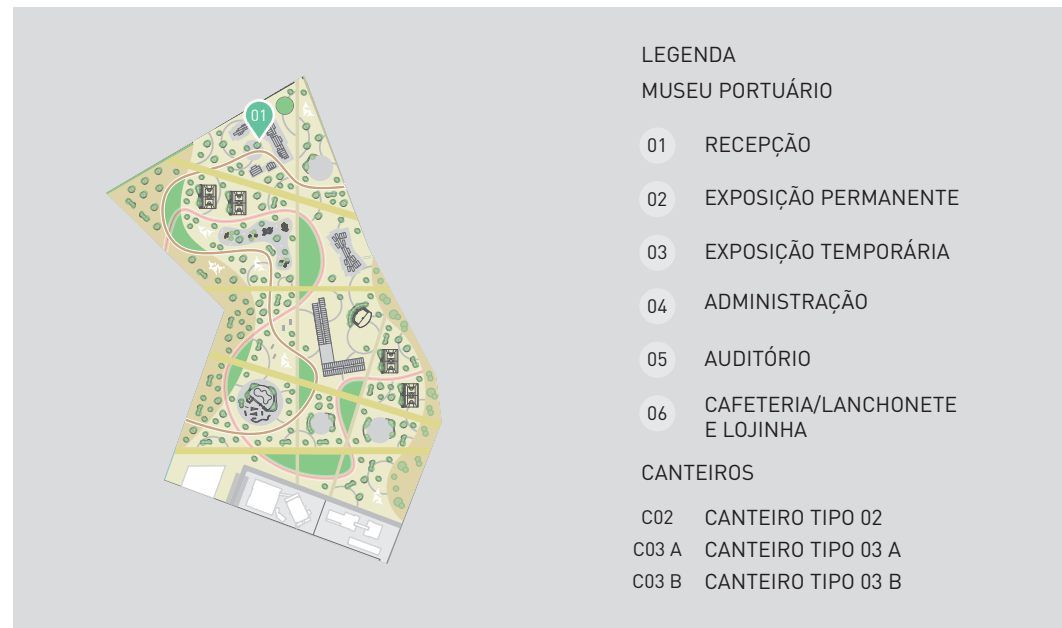 01
LEGENDA
MUSEU PORTUÁRIO
01 RECEPÇÃO
02 EXPOSIÇÃO PERMANENTE
03 EXPOSIÇÃO TEMPORÁRIA
04 ADMINISTRAÇÃO
05 AUDITÓRIO
06 CAFETERIA/LANCHONETE
E LOJINHA
CANTEIROS
C02 CANTEIRO TIPO 02
C03 A CANTEIRO TIPO 03 A
C03 B CANTEIRO TIPO 03 B